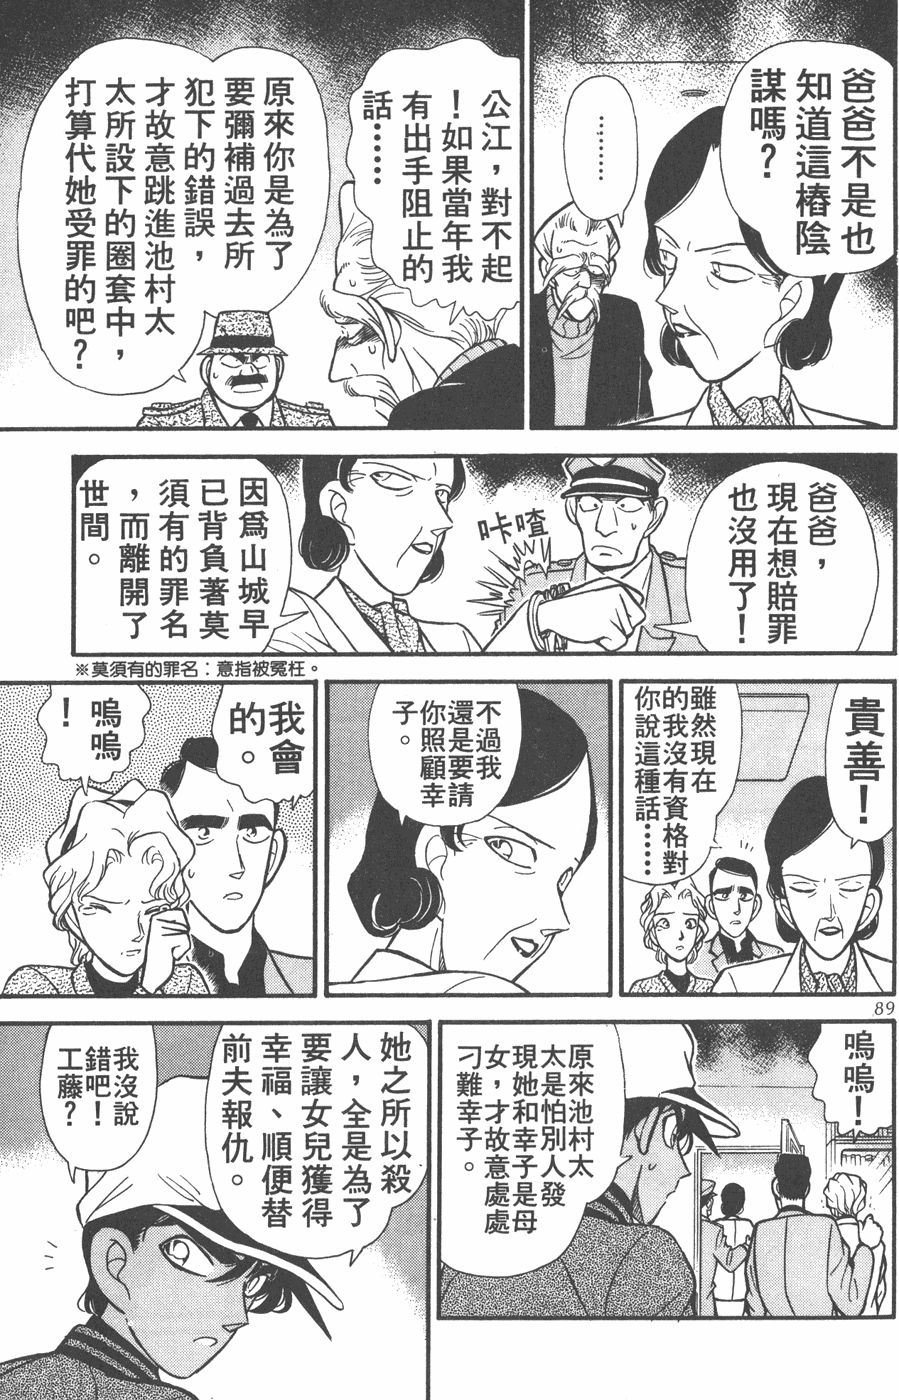 爸爸不是也
知道這樁陰
謀嗎？
………
公江，對不起
！如果當年我
有出手阻止的
話……
原來你是為了
要彌補過去所
犯下的錯誤，
才故意跳進池村太
太所設下的圈套中，
打算代她受罪的吧？
爸爸，
現在想賠罪
也沒用了！
咔喳
因爲山城早
已背負著莫
須有的罪名
，而離開了
世間。
※莫須有的罪名：意指被冤枉。
貴善！
雖然現在
的我沒有資格對
你說這種話……
不過我
還是要請
你照顧幸
子。
我會
的。
嗚嗚
！
89
嗚嗚！
原來池村太
太是怕別人發
現她和幸子是母
女，才故意處處
刁難幸子。
她之所以殺
人，全是為了
要讓女兒獲得
幸福、順便替
前夫報仇。
我沒說
錯吧！
工藤？